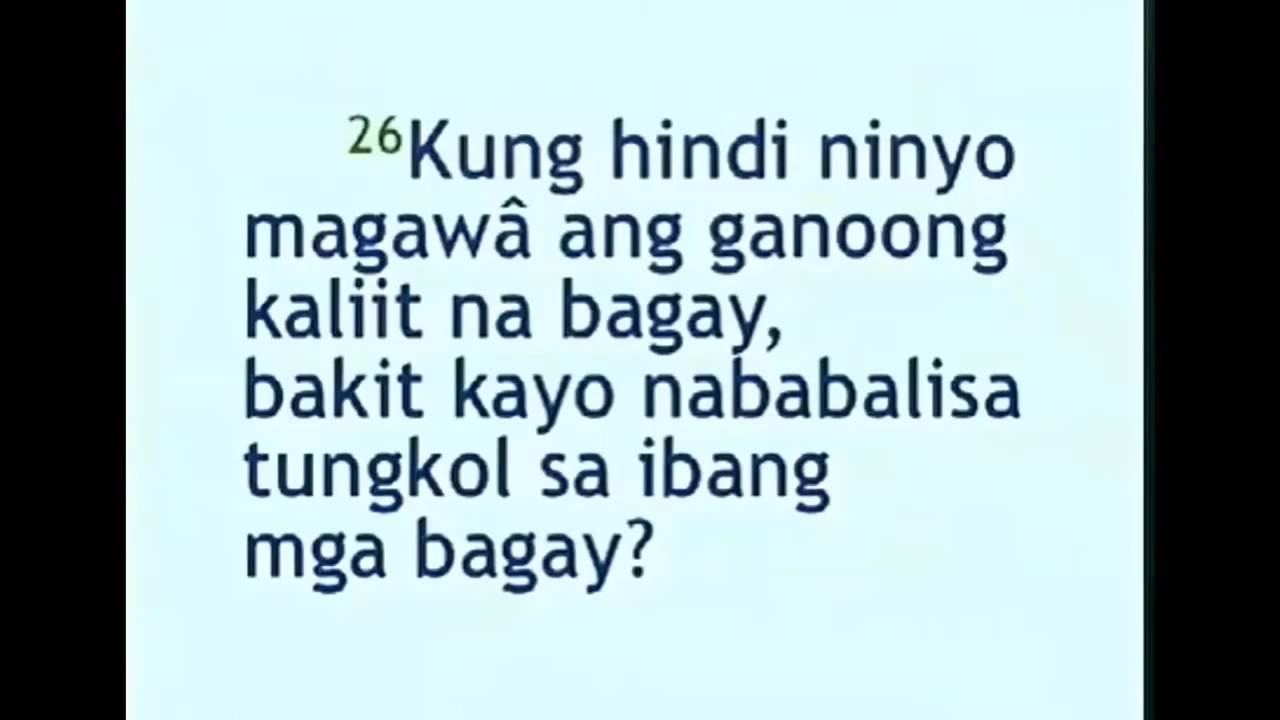 26Kung hindi ninyo
magawâ ang ganoong
kaliit na bagay,
bakit kayo nababalisa
tungkol sa ibang
mga bagay?